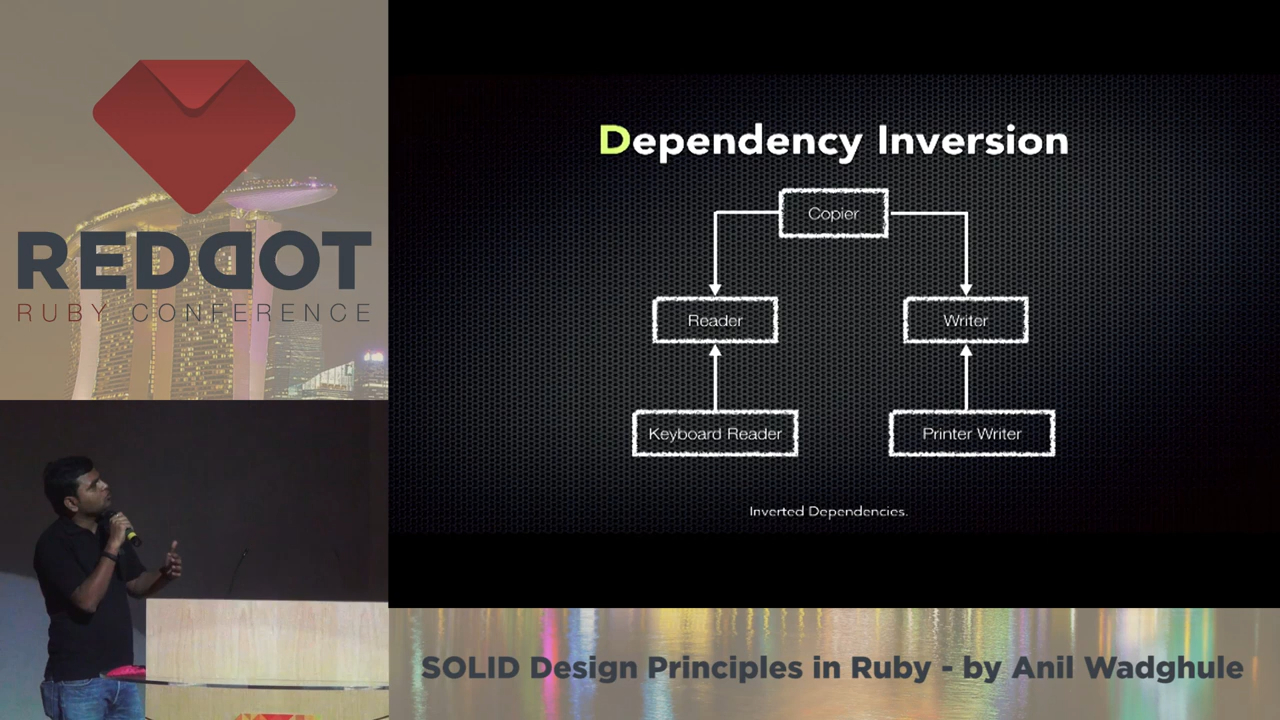 REDDOT
RUBY CONFERENCE
Dependency Inversion
Copier
Reader
Writer
Keyboard Reader
Printer Writer
Inverted Dependencies.
SOLID Design Principles in Ruby - by Anil Wadghule